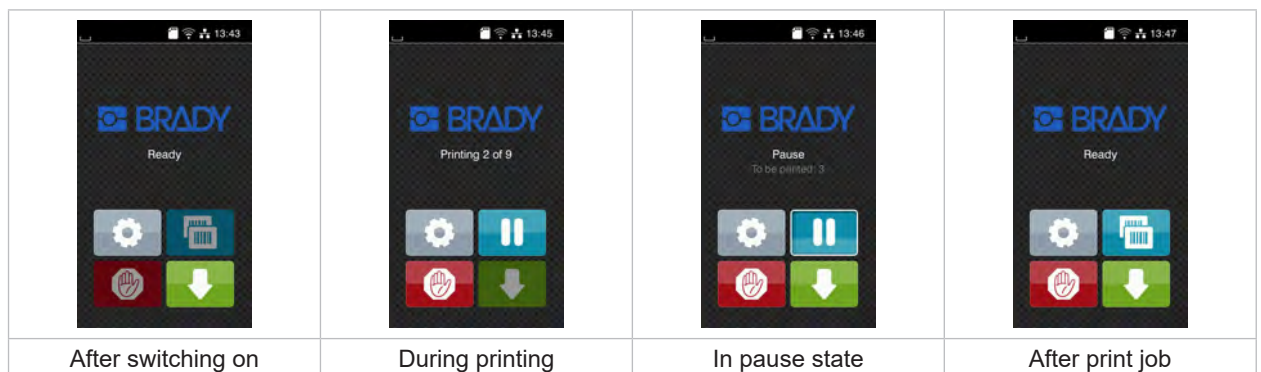 13:43
BRADY
Ready
After switching on
13:45
BRADY
Printing 2 of 9
During printing
13:46
BRADY
Pause
To be printed: 3
In pause state
13:47
BRADY
Ready
After print job